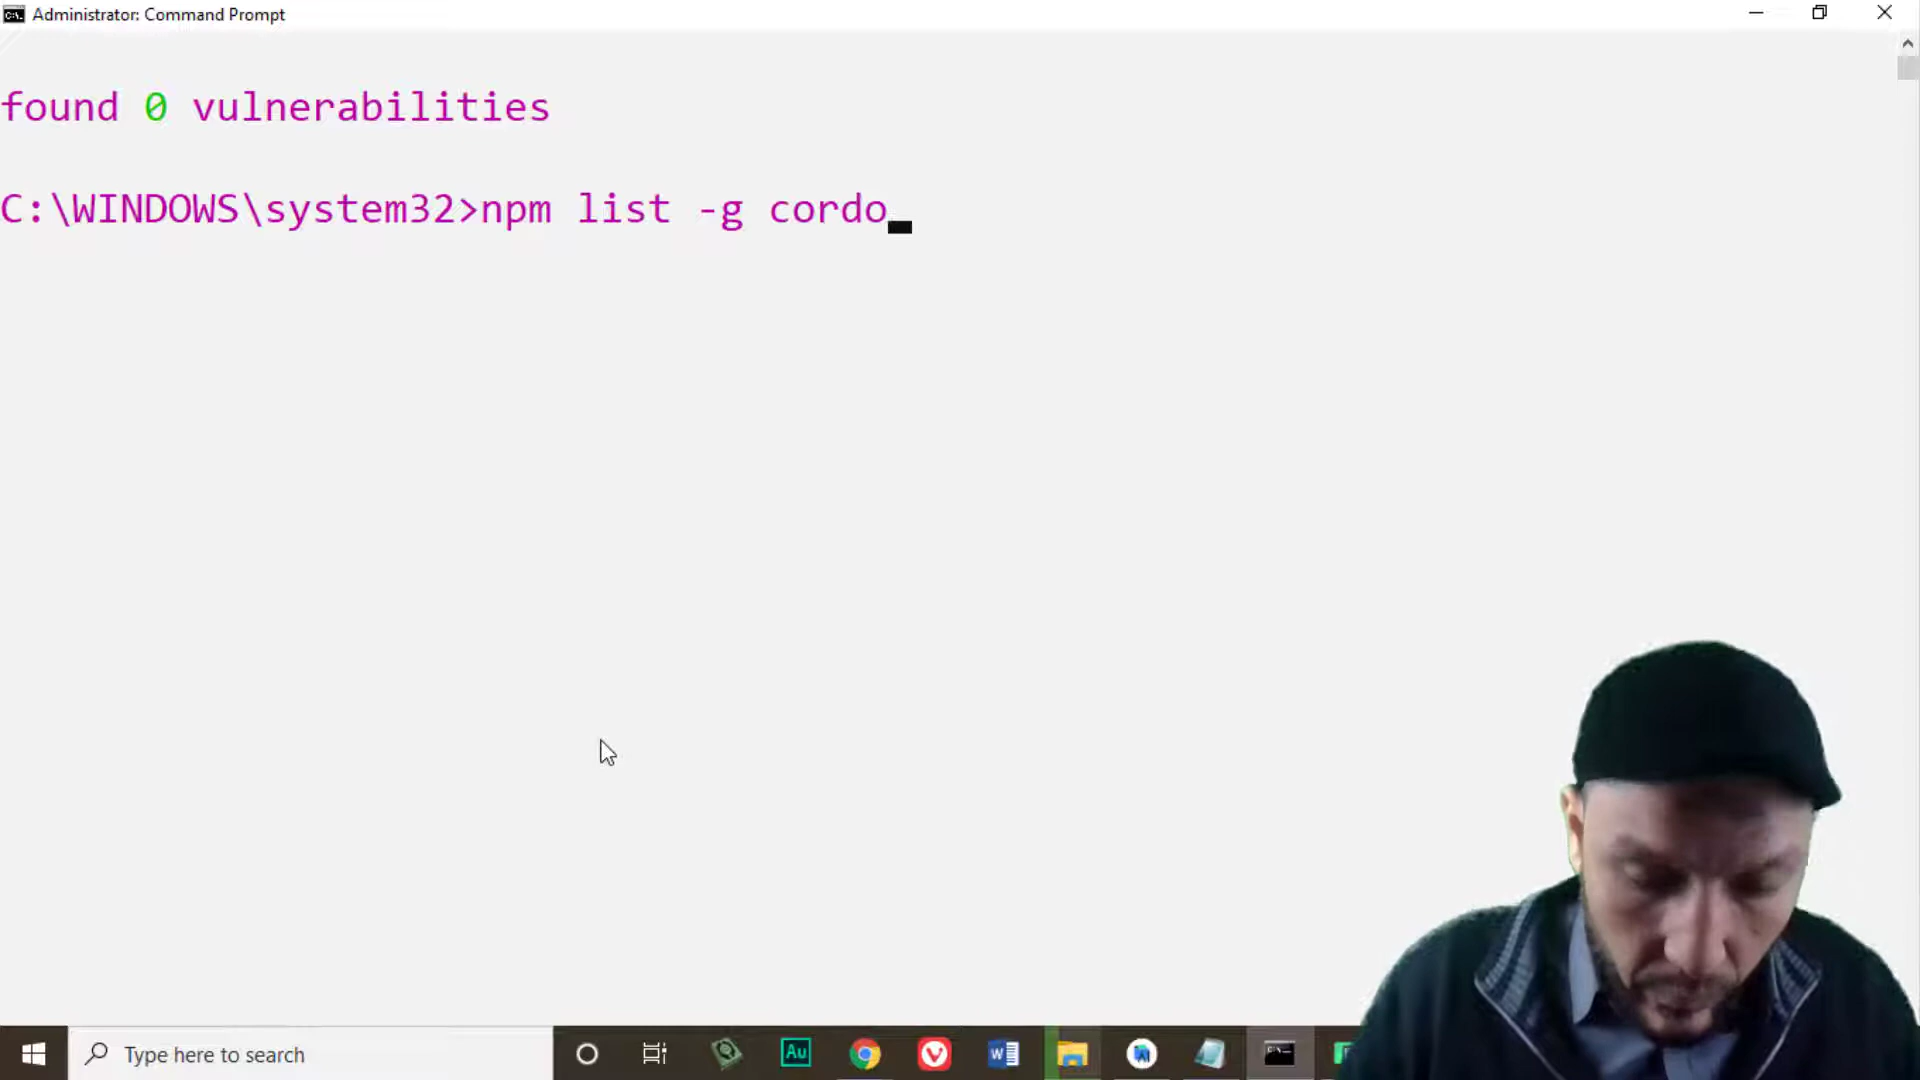 Administrator: Command Prompt
found 0 vulnerabilities
C:\WINDOWS\system32>npm list -g cordo
Type here to search
Au